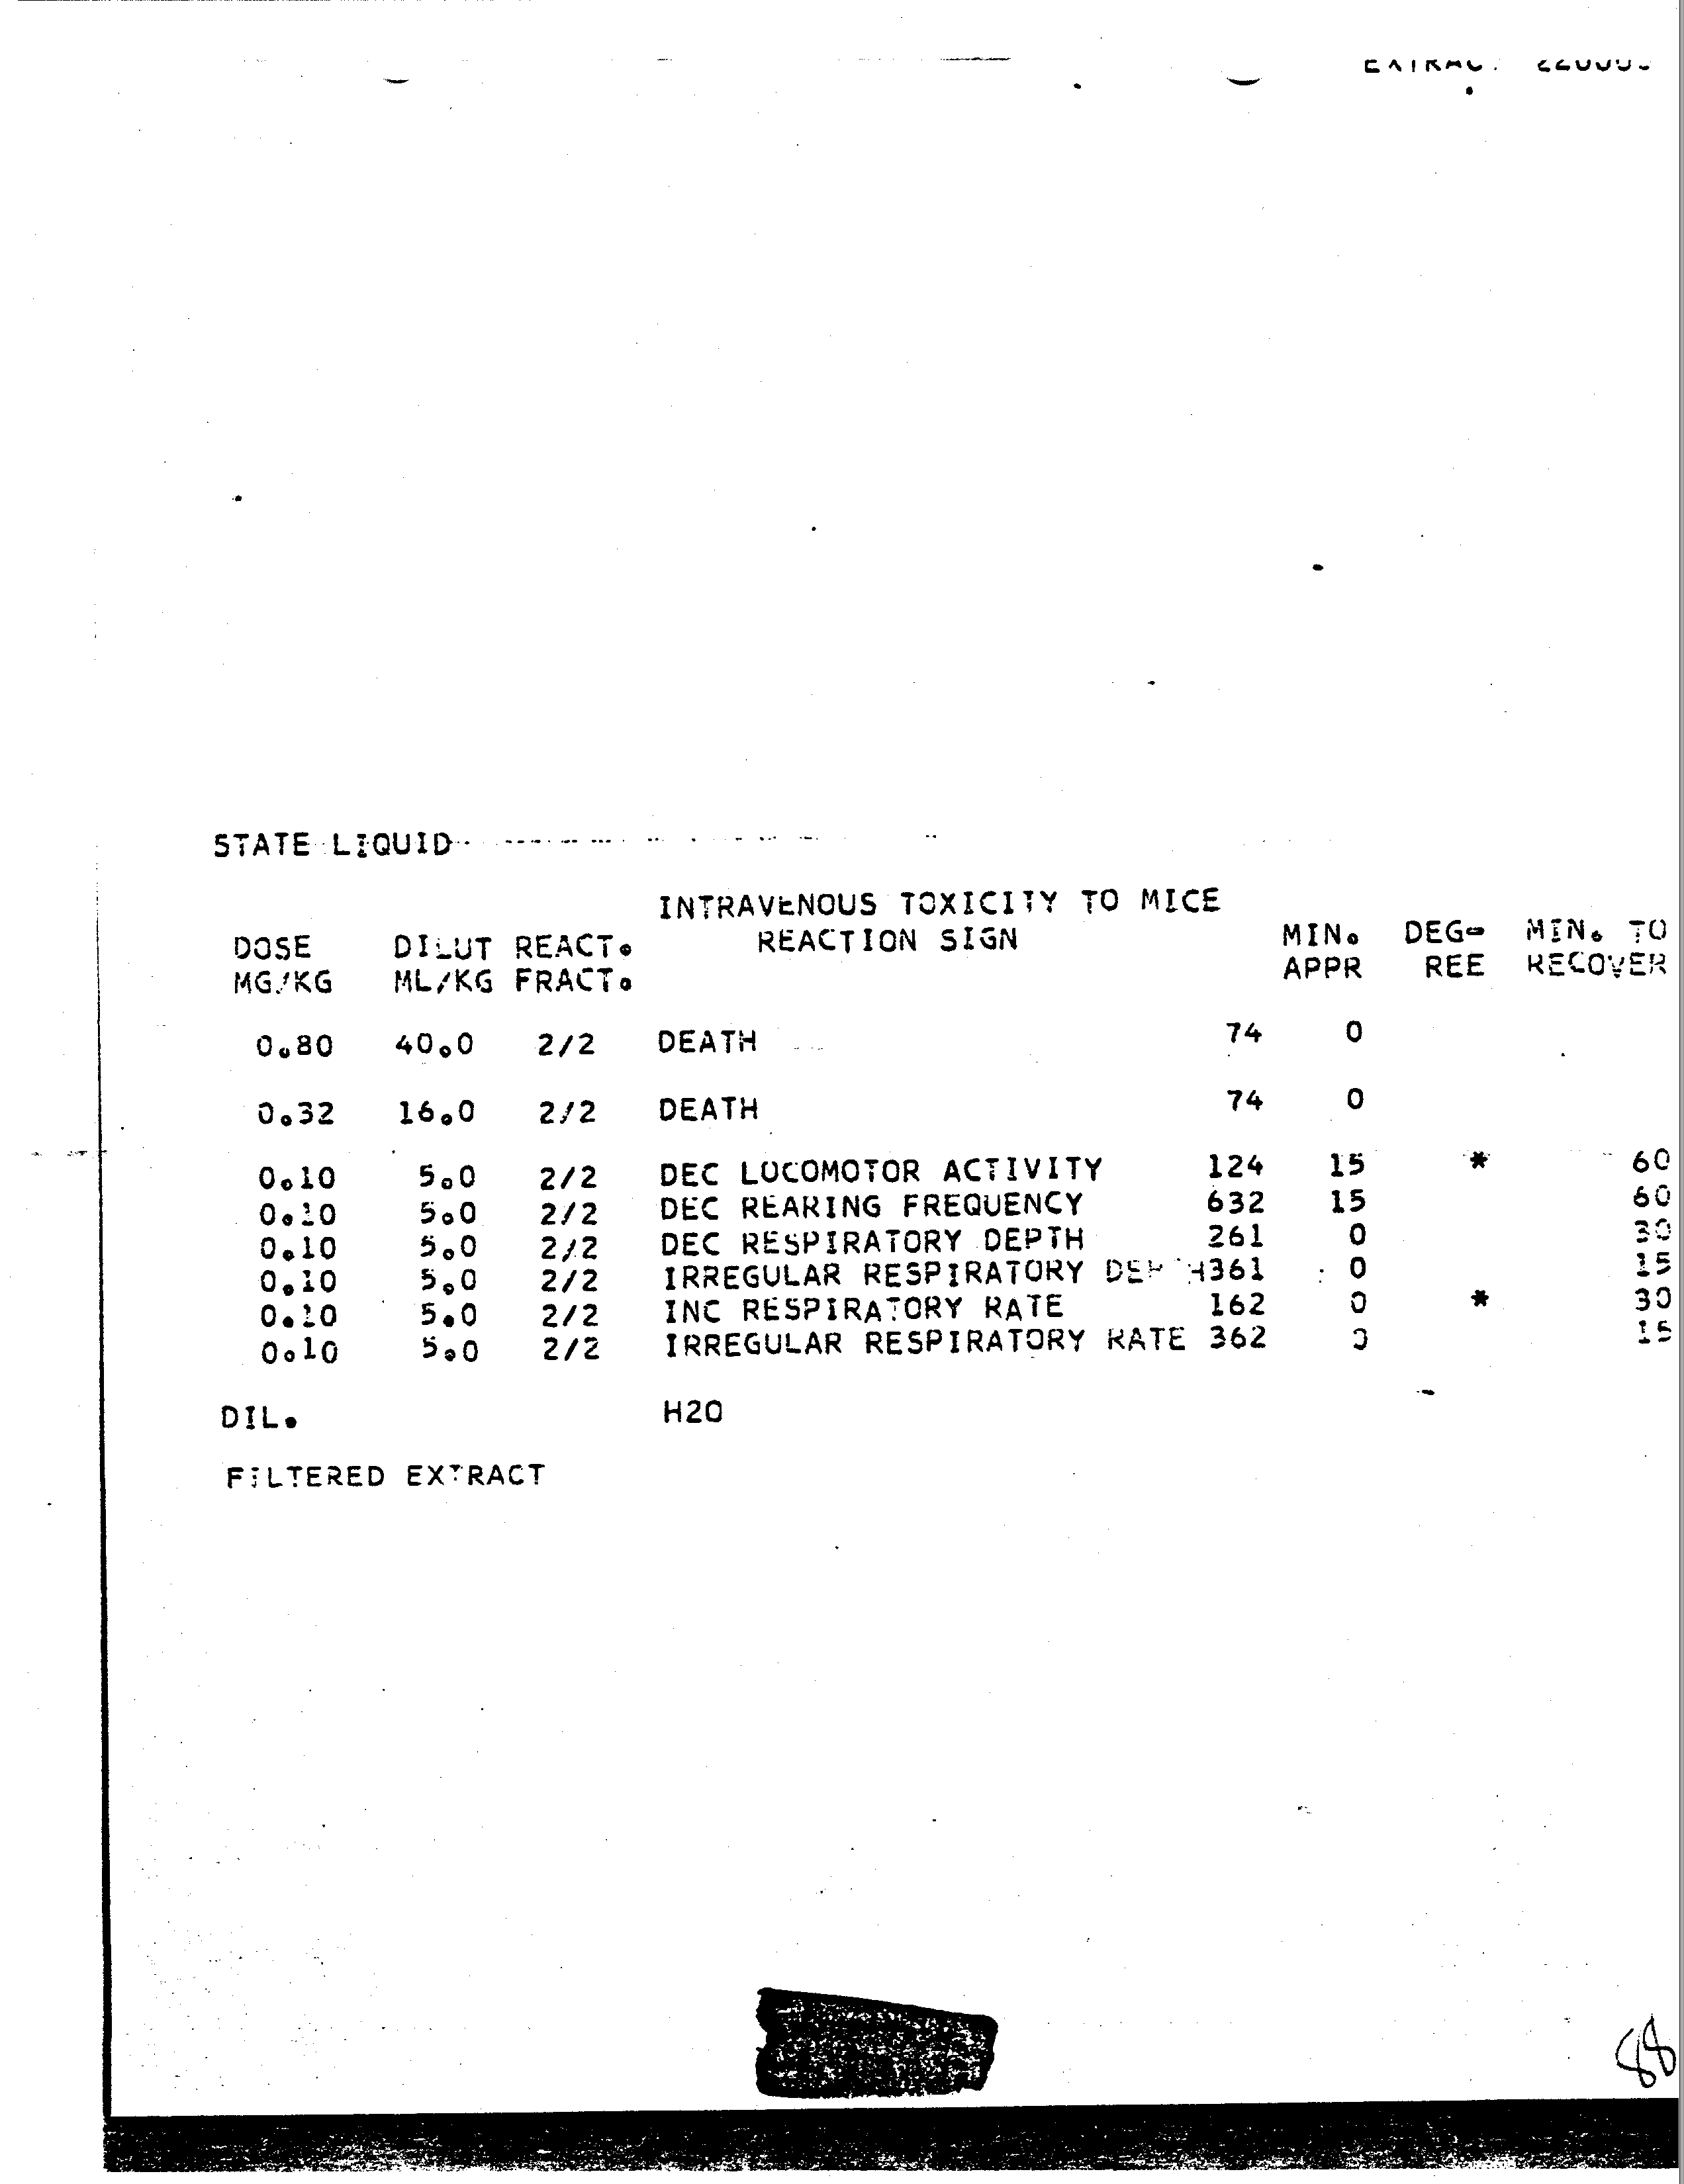 STATE LIQUID
INTRAVENOUS TOXICITY TO MICE
DOSE DILUT REACT. REACTION SIGN MIN. DEG- MIN. TO
MG/KG ML/KG FRACT. APPR REE RECOVER
0.80 40.0 2/2 DEATH 74 0
0.32 16.0 2/2 DEATH 74 0
0.10 5.0 2/2 DEC LOCOMOTOR ACTIVITY 124 15 * 60
0.10 5.0 2/2 DEC REARING FREQUENCY 632 15 60
0.10 5.0 2/2 DEC RESPIRATORY DEPTH 261 0 30
0.10 5.0 2/2 IRREGULAR RESPIRATORY 361 0 15
0.10 5.0 2/2 INC RESPIRATORY RATE 162 0 * 30
0.10 5.0 2/2 IRREGULAR RESPIRATORY RATE 362 0 15
DIL. H2O
FILTERED EXTRACT
88